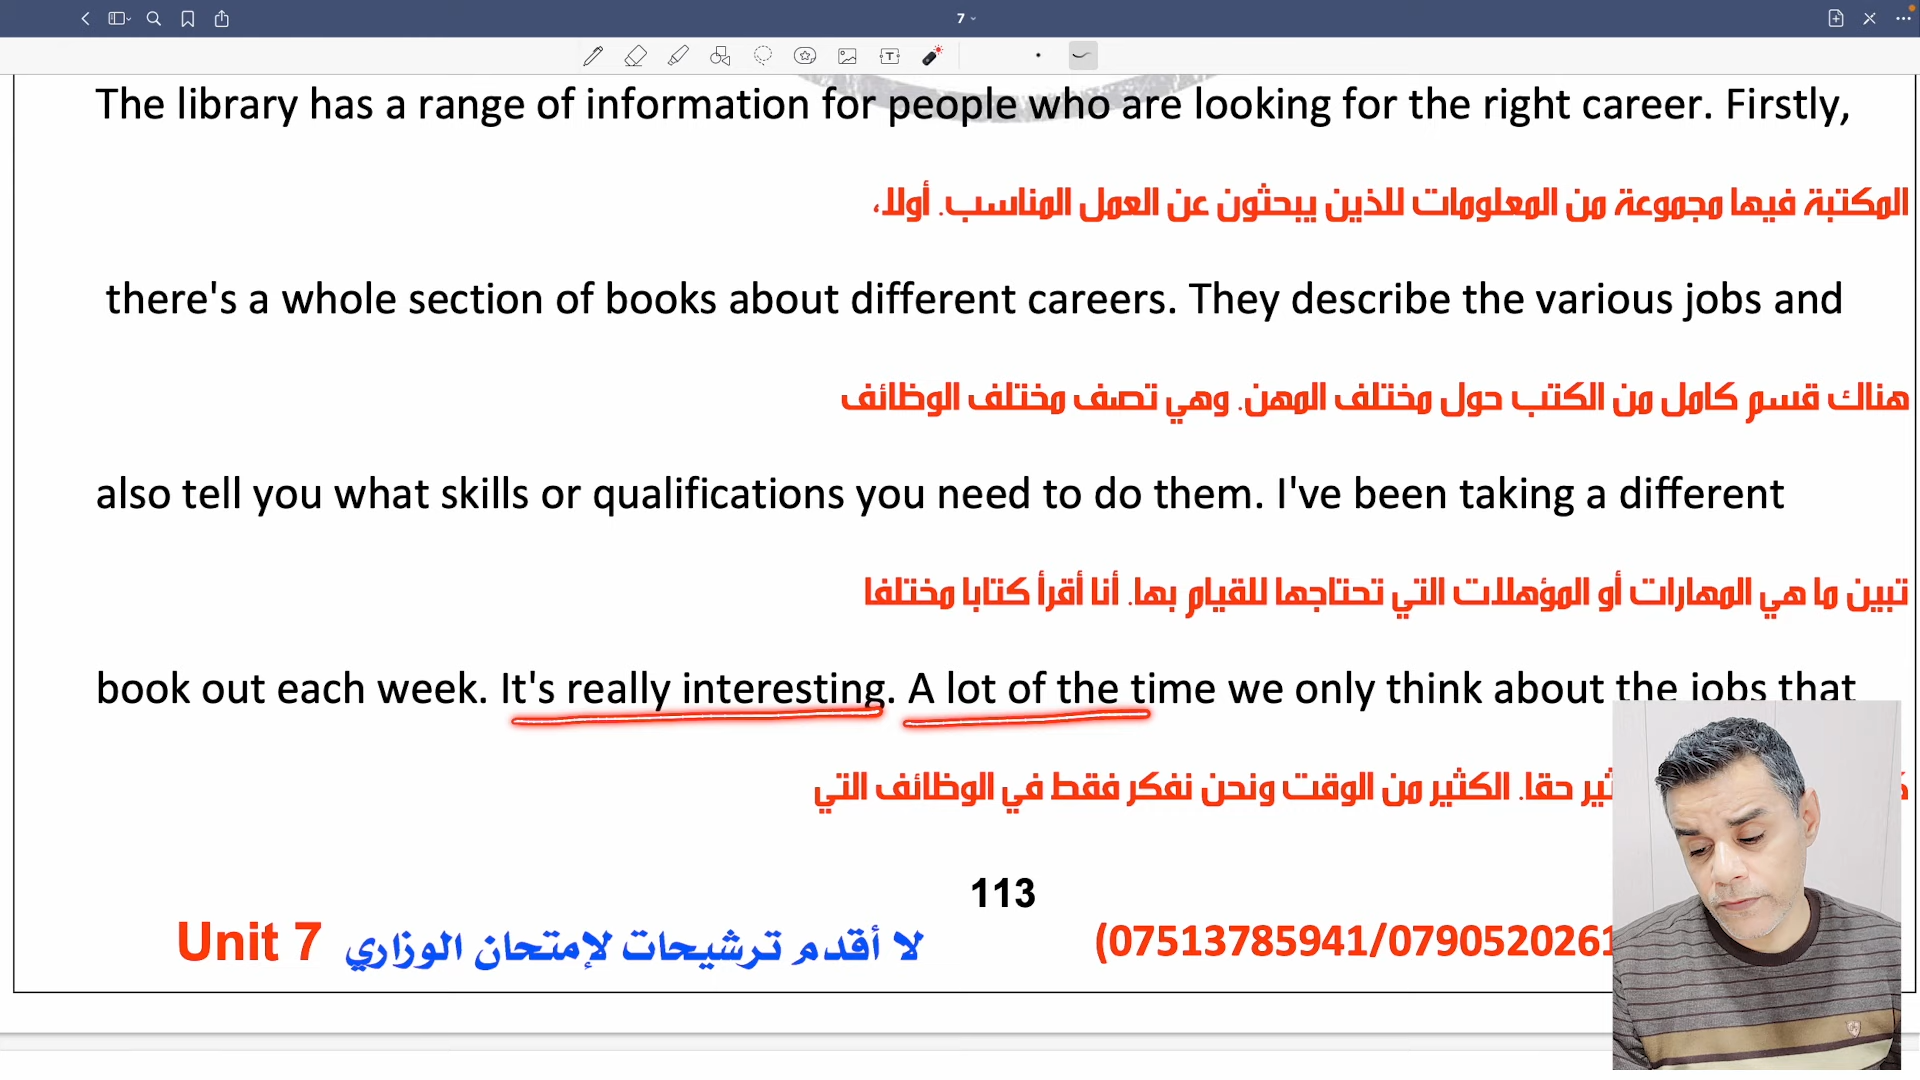 7
The library has a range of information for people who are looking for the right career. Firstly,
المكتبة فيها مجموعة من المعلومات للذين يبحثون عن العمل المناسب. أولا،
there's a whole section of books about different careers. They describe the various jobs and
هناك قسم كامل من الكتب حول مختلف المهن. وهي تصف مختلف الوظائف
also tell you what skills or qualifications you need to do them. I've been taking a different
تبين ما هي المهارات أو المؤهلات التي تحتاجها للقيام بها. أنا أقرأ كتابا مختلفا
book out each week. It's really interesting. A lot of the time we only think about the jobs that
حقا. الكثير من الوقت ونحن نفكر فقط في الوظائف التي
113
Unit 7 لا أقدم ترشيحات لإمتحان الوزاري (07513785941/0790520261